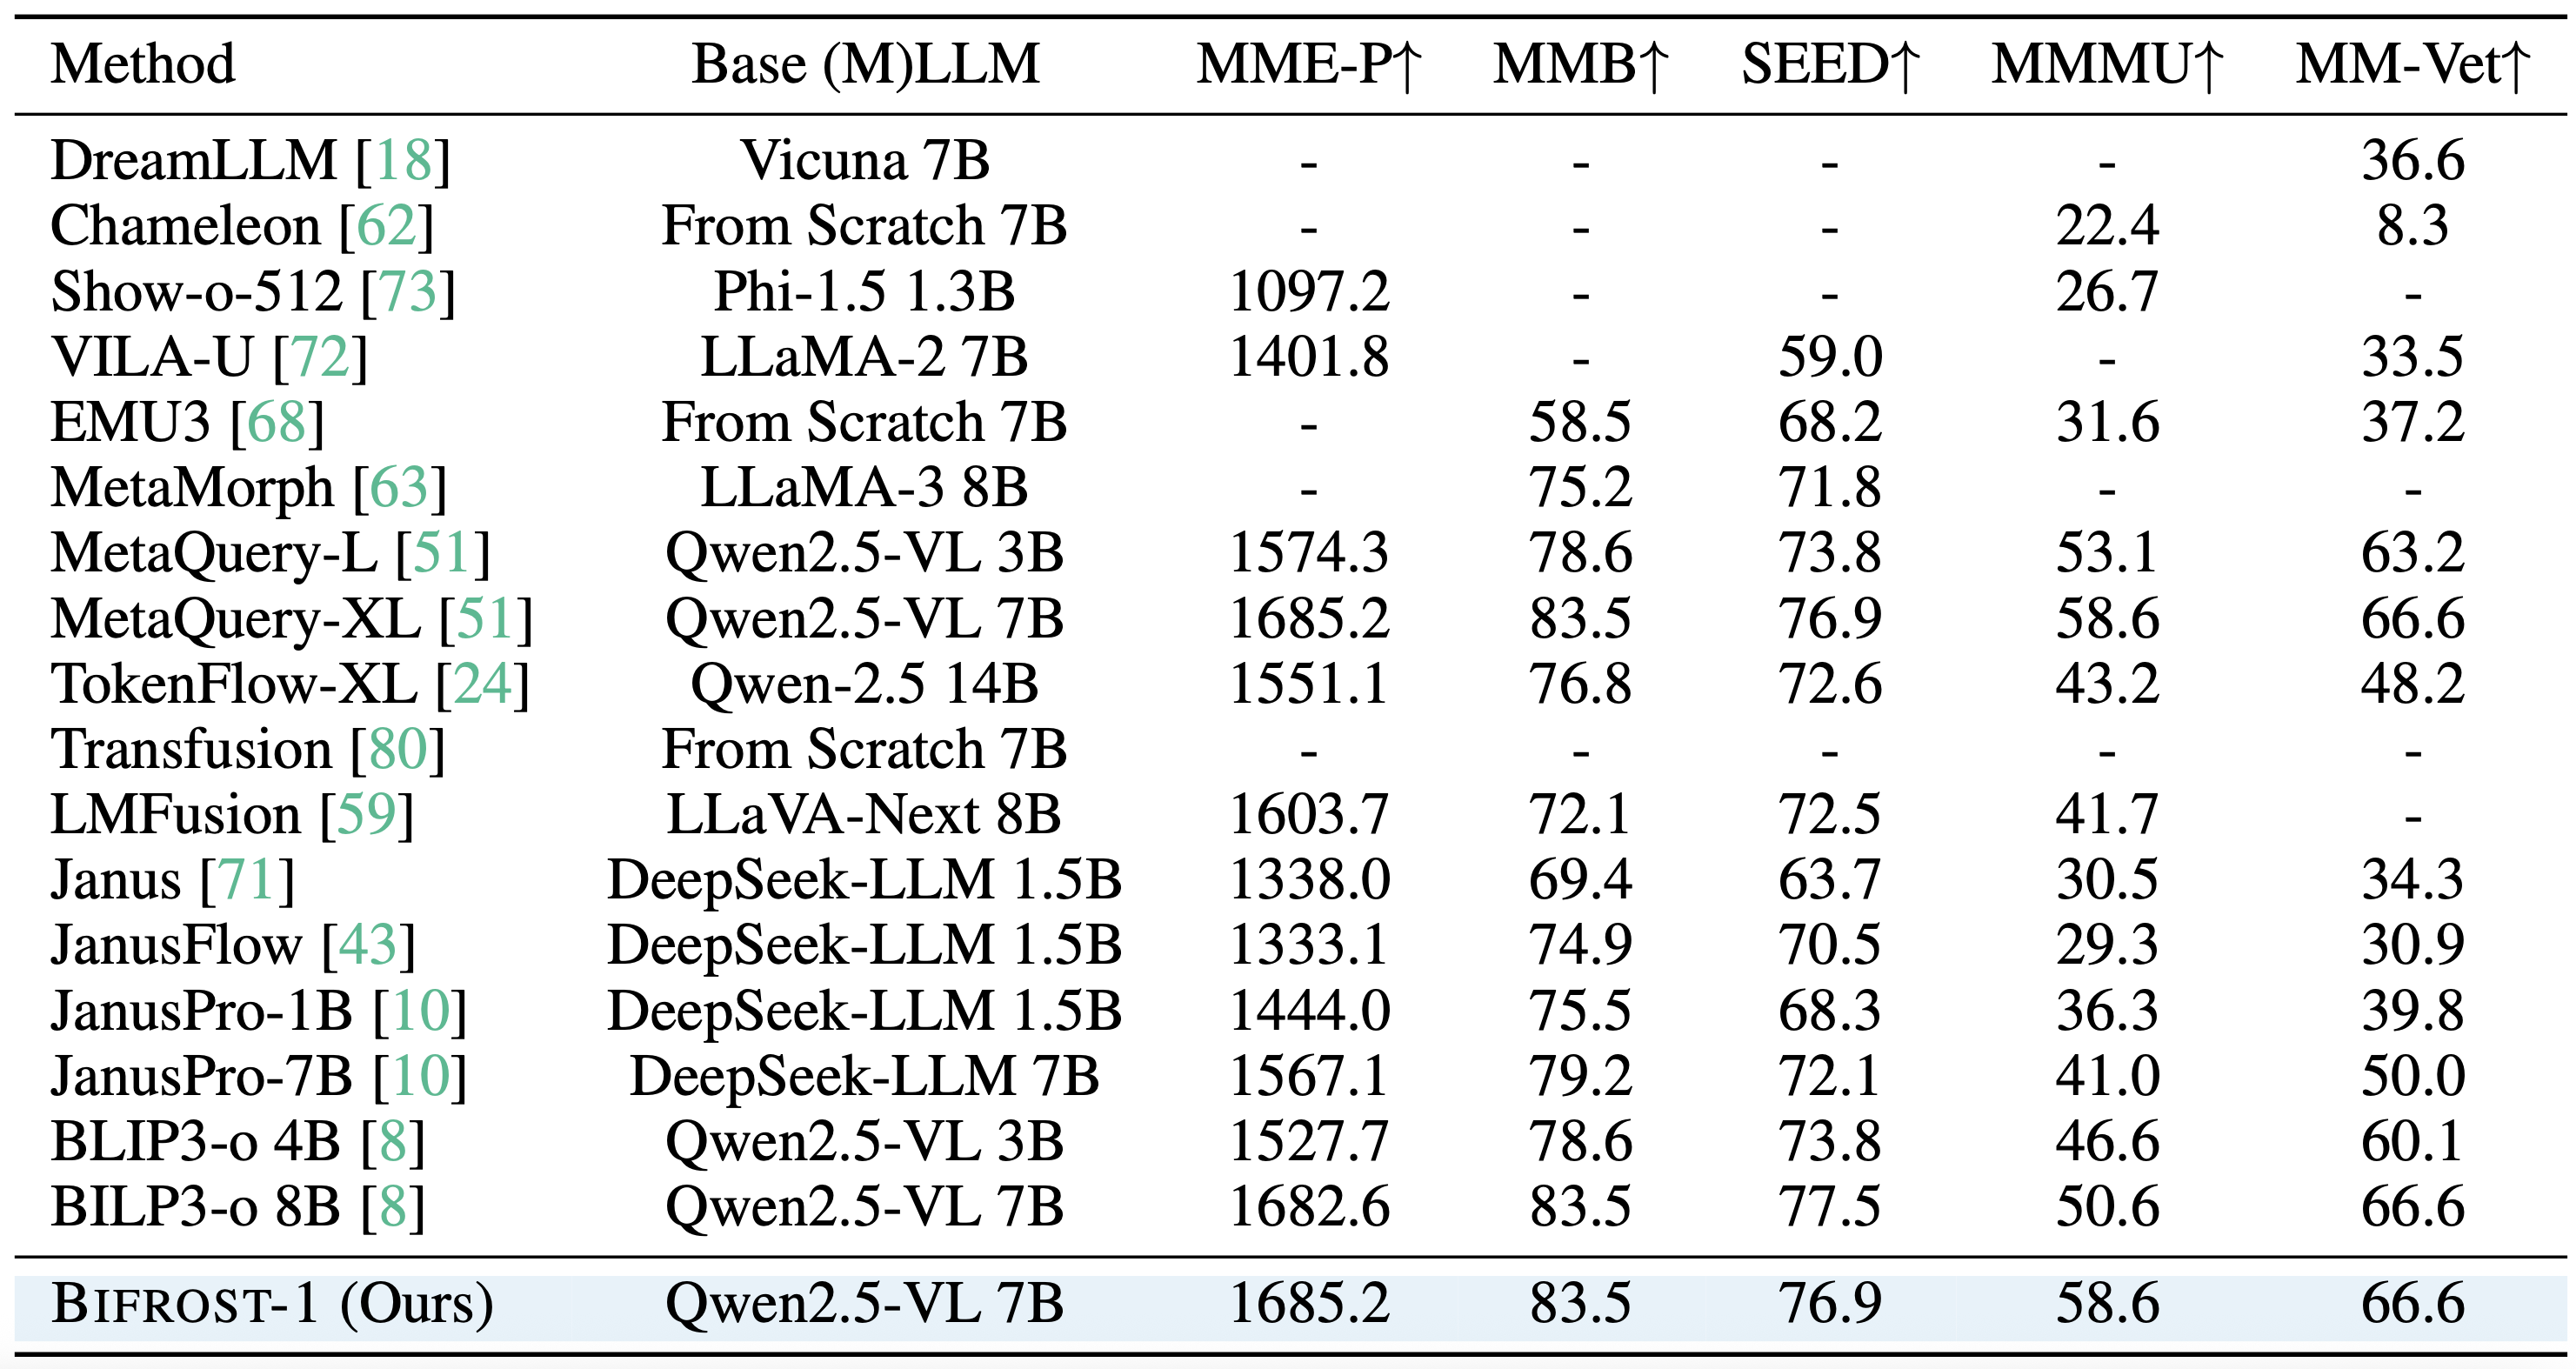 Method Base (M)LLM MME-P↑ MMB↑ SEED↑ MMMU↑ MM-Vet↑
DreamLLM [18] Vicuna 7B - - - - 36.6
Chameleon [62] From Scratch 7B - - - 22.4 8.3
Show-o-512 [73] Phi-1.5 1.3B 1097.2 - - 26.7 -
VILA-U [72] LLaMA-2 7B 1401.8 - 59.0 - 33.5
EMU3 [68] From Scratch 7B - 58.5 68.2 31.6 37.2
MetaMorph [63] LLaMA-3 8B - 75.2 71.8 - -
MetaQuery-L [51] Qwen2.5-VL 3B 1574.3 78.6 73.8 53.1 63.2
MetaQuery-XL [51] Qwen2.5-VL 7B 1685.2 83.5 76.9 58.6 66.6
TokenFlow-XL [24] Qwen-2.5 14B 1551.1 76.8 72.6 43.2 48.2
Transfusion [80] From Scratch 7B - - - - -
LMFusion [59] LLaVA-Next 8B 1603.7 72.1 72.5 41.7 -
Janus [71] DeepSeek-LLM 1.5B 1338.0 69.4 63.7 30.5 34.3
JanusFlow [43] DeepSeek-LLM 1.5B 1333.1 74.9 70.5 29.3 30.9
JanusPro-1B [10] DeepSeek-LLM 1.5B 1444.0 75.5 68.3 36.3 39.8
JanusPro-7B [10] DeepSeek-LLM 7B 1567.1 79.2 72.1 41.0 50.0
BLIP3-o 4B [8] Qwen2.5-VL 3B 1527.7 78.6 73.8 46.6 60.1
BILP3-o 8B [8] Qwen2.5-VL 7B 1682.6 83.5 77.5 50.6 66.6
BIFROST-1 (Ours) Qwen2.5-VL 7B 1685.2 83.5 76.9 58.6 66.6